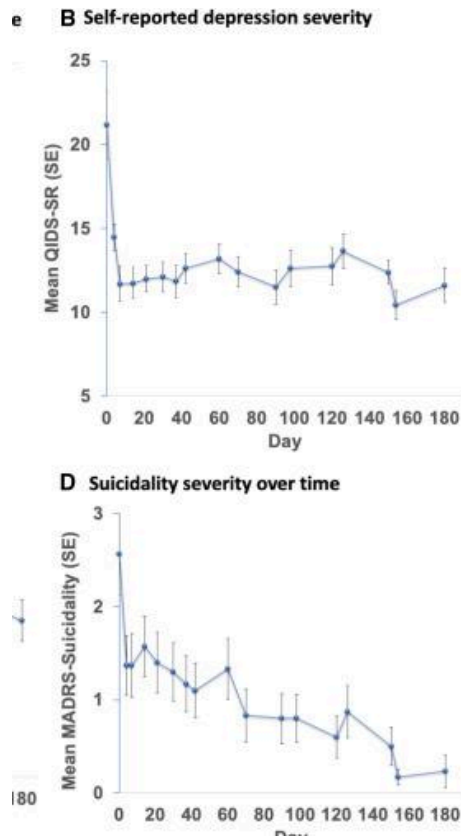 e B Self-reported depression severity
25
20
15
10
5
Mean QIDS-SR (SE)
0 20 40 60 80 100 120 140 160 180
Day
D Suicidality severity over time
3
2
1
0
Mean MADRS-Suicidality (SE)
180
0 20 40 60 80 100 120 140 160 180
Day